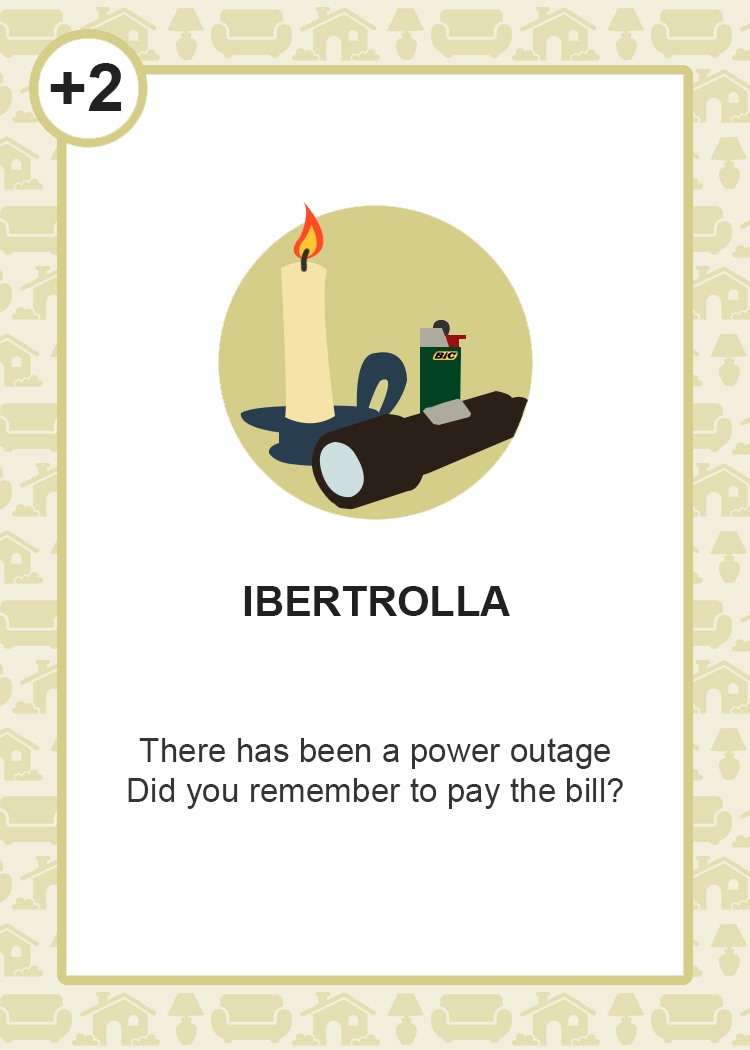 +2
BiC
IBERTROLLA
There has been a power outage
Did you remember to pay the bill?